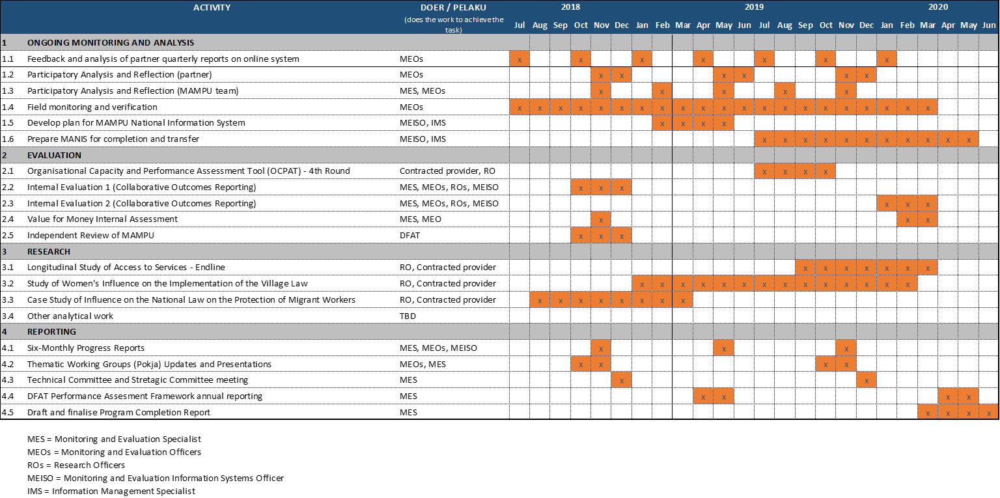 ACTIVITY DOER / PELAKU 2018 2019 2020
(does the work to achieve the
task)
Jul Aug Sep Oct Nov Dec Jan Feb Mar Apr May Jun Jul Aug Sep Oct Nov Dec Jan Feb Mar Apr May Jun
1 ONGOING MONITORING AND ANALYSIS
1.1 Feedback and analysis of partner quarterly reports on online system MEOs x x x x x x x
1.2 Participatory Analysis and Reflection (partner) MEOs x x x x x x
1.3 Participatory Analysis and Reflection (MAMPU team) MES, MEOs x x x x x
1.4 Field monitoring and verification MEOs x x x x x x x x x x x x x x x x x x x x x
1.5 Develop plan for MAMPU National Information System MEISO, IMS x x x x
1.6 Prepare MANIS for completion and transfer MEISO, IMS x x x x x x x x x x x
2 EVALUATION
2.1 Organisational Capacity and Performance Assessment Tool (OCPAT) - 4th Round Contracted provider, RO x x x x
2.2 Internal Evaluation 1 (Collaborative Outcomes Reporting) MES, MEOs, ROs, MEISO x x x
2.3 Internal Evaluation 2 (Collaborative Outcomes Reporting) MES, MEOs, ROs, MEISO x x x
2.4 Value for Money Internal Assessment MES, MEO x x x
2.5 Independent Review of MAMPU DFAT x x x
3 RESEARCH
3.1 Longitudinal Study of Access to Services - Endline RO, Contracted provider x x x x x x x
3.2 Study of Women's Influence on the Implementation of the Village Law RO, Contracted provider x x x x x x x x x x x x x x
3.3 Case Study of Influence on the National Law on the Protection of Migrant Workers RO, Contracted provider x x x x x x x x
3.4 Other analytical work TBD
4 REPORTING
4.1 Six-Monthly Progress Reports MES, MEOs, MEISO x x x
4.2 Thematic Working Groups (Pokja) Updates and Presentations MEOs, MES x x x x
4.3 Technical Committee and Stretagic Committee meeting MES x x
4.4 DFAT Performance Assesment Framework annual reporting MES x x x x
4.5 Draft and finalise Program Completion Report MES x x x x
MES = Monitoring and Evaluation Specialist
MEOs = Monitoring and Evaluation Officers
ROs = Research Officers
MEISO = Monitoring and Evaluation Information Systems Officer
IMS = Information Management Specialist